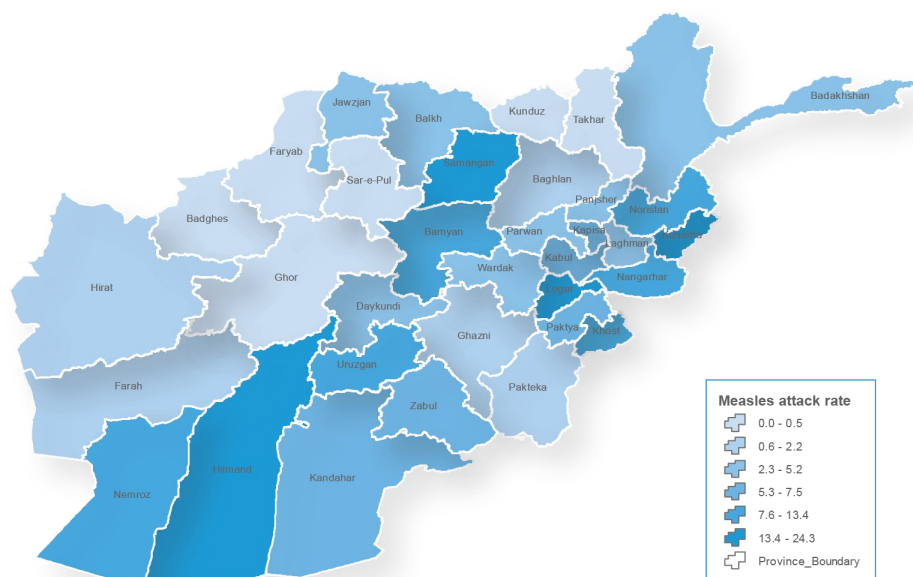 Badakhshan
Jawzjan
Balkh
Kunduz
Takhar
Faryab
Samangan
Sar-e-Pul
Baghlan
Panjsher
Noristan
Badghes
Bamyan
Parwan
Kapisa
Kunarha
Laghman
Kabul
Wardak
Nangarhar
Ghor
Hirat
Logar
Daykundi
Paktya
Khost
Ghazni
Uruzgan
Farah
Pakteka
Zabul
Hilmand
Kandahar
Nemroz
Measles attack rate
0.0 - 0.5
0.6 - 2.2
2.3 - 5.2
5.3 - 7.5
7.6 - 13.4
13.4 - 24.3
Province_Boundary